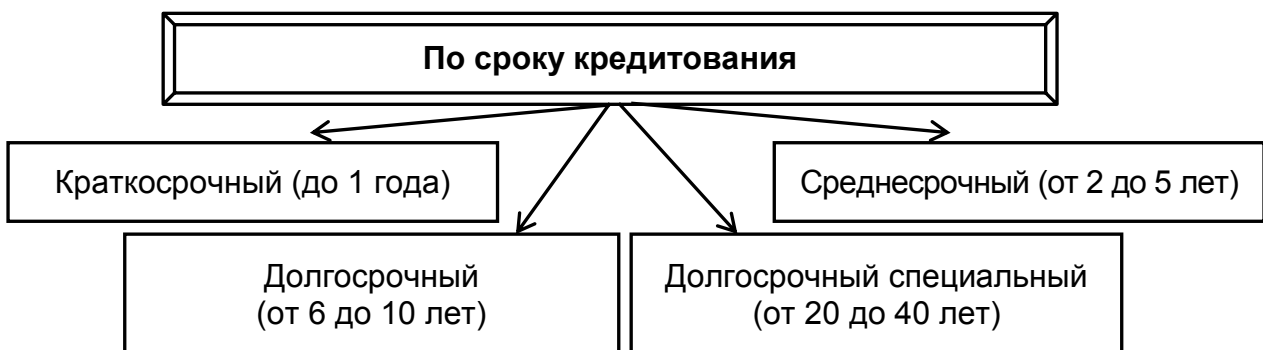 По сроку кредитования
Краткосрочный (до 1 года)
Среднесрочный (от 2 до 5 лет)
Долгосрочный
(от 6 до 10 лет)
Долгосрочный специальный
(от 20 до 40 лет)